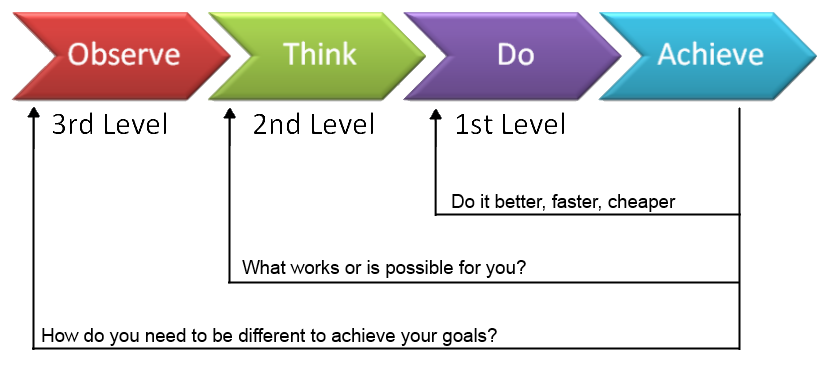 Observe
Think
Do
Achieve
3rd Level
2nd Level
1st Level
Do it better, faster, cheaper
What works or is possible for you?
How do you need to be different to achieve your goals?